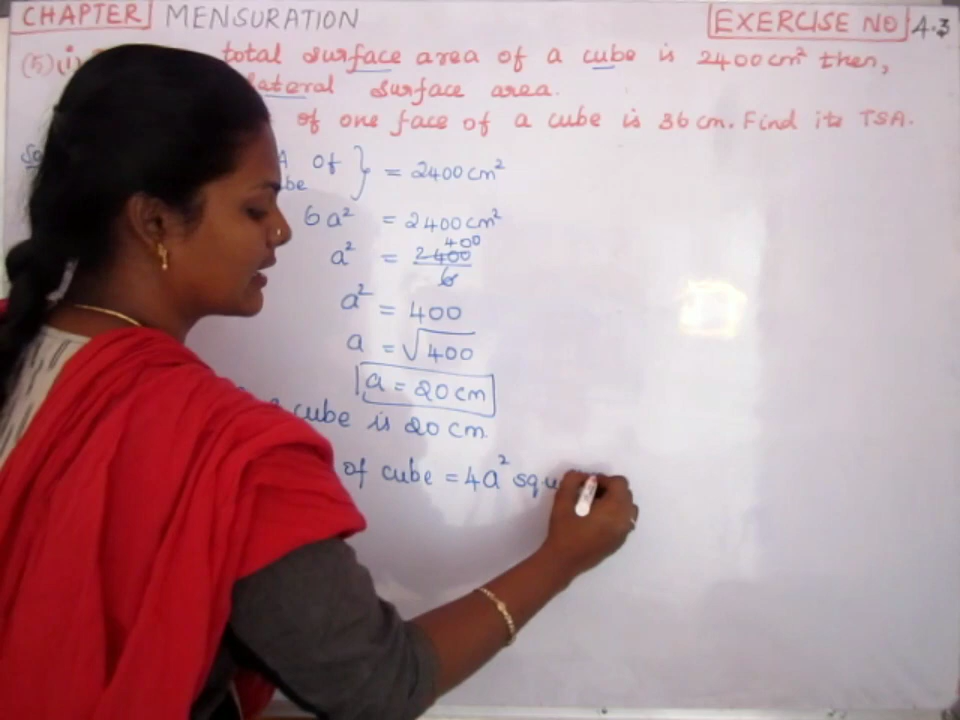 CHAPTER MENSURATION EXERCISE NO 4.3
(5) (i) total surface area of a cube is 2400 cm² then,
lateral surface area.
of one face of a cube is 36 cm. Find its TSA.
of } = 2400 cm²
6a² = 2400 cm²
400
a² = 2400/6
a² = 400
a = √400
a = 20 cm
cube is 20 cm.
of cube = 4a² squ